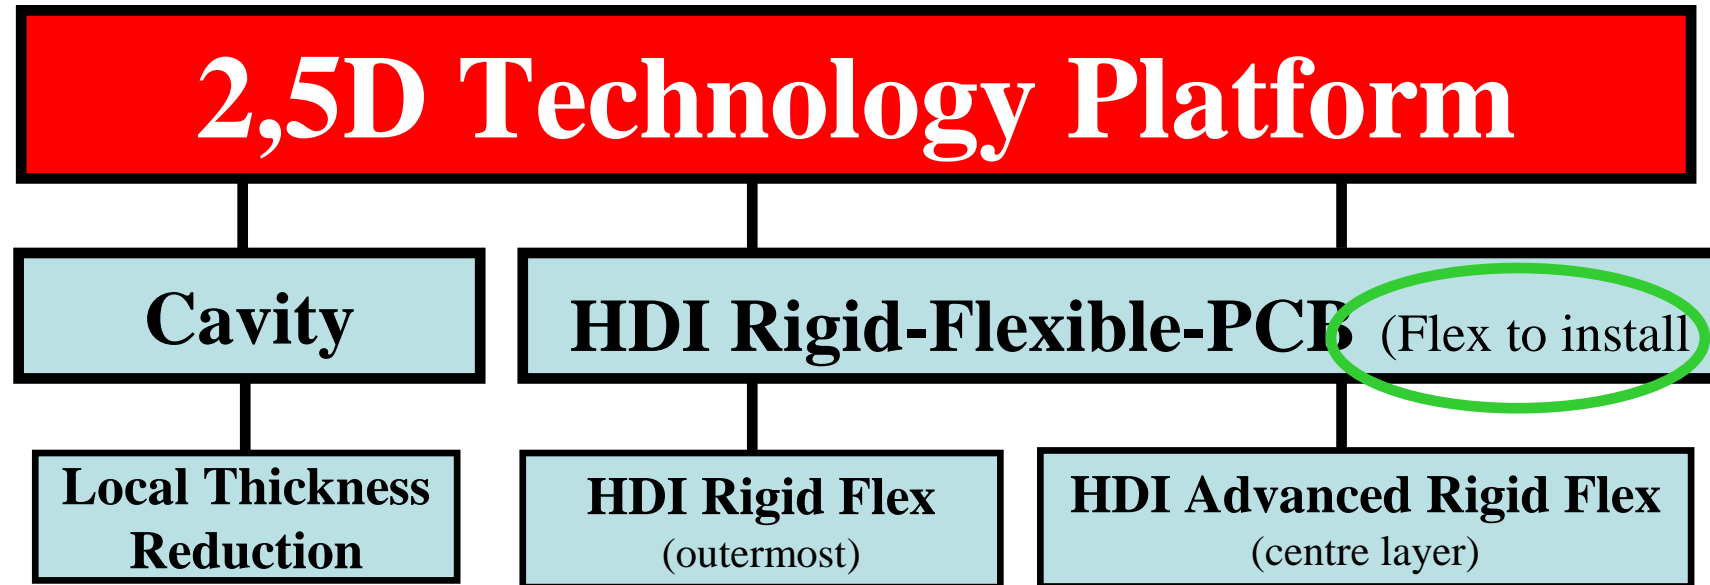 2,5D Technology Platform
Cavity
HDI Rigid-Flexible-PCB (Flex to install
Local Thickness
Reduction
HDI Rigid Flex
(outermost)
HDI Advanced Rigid Flex
(centre layer)